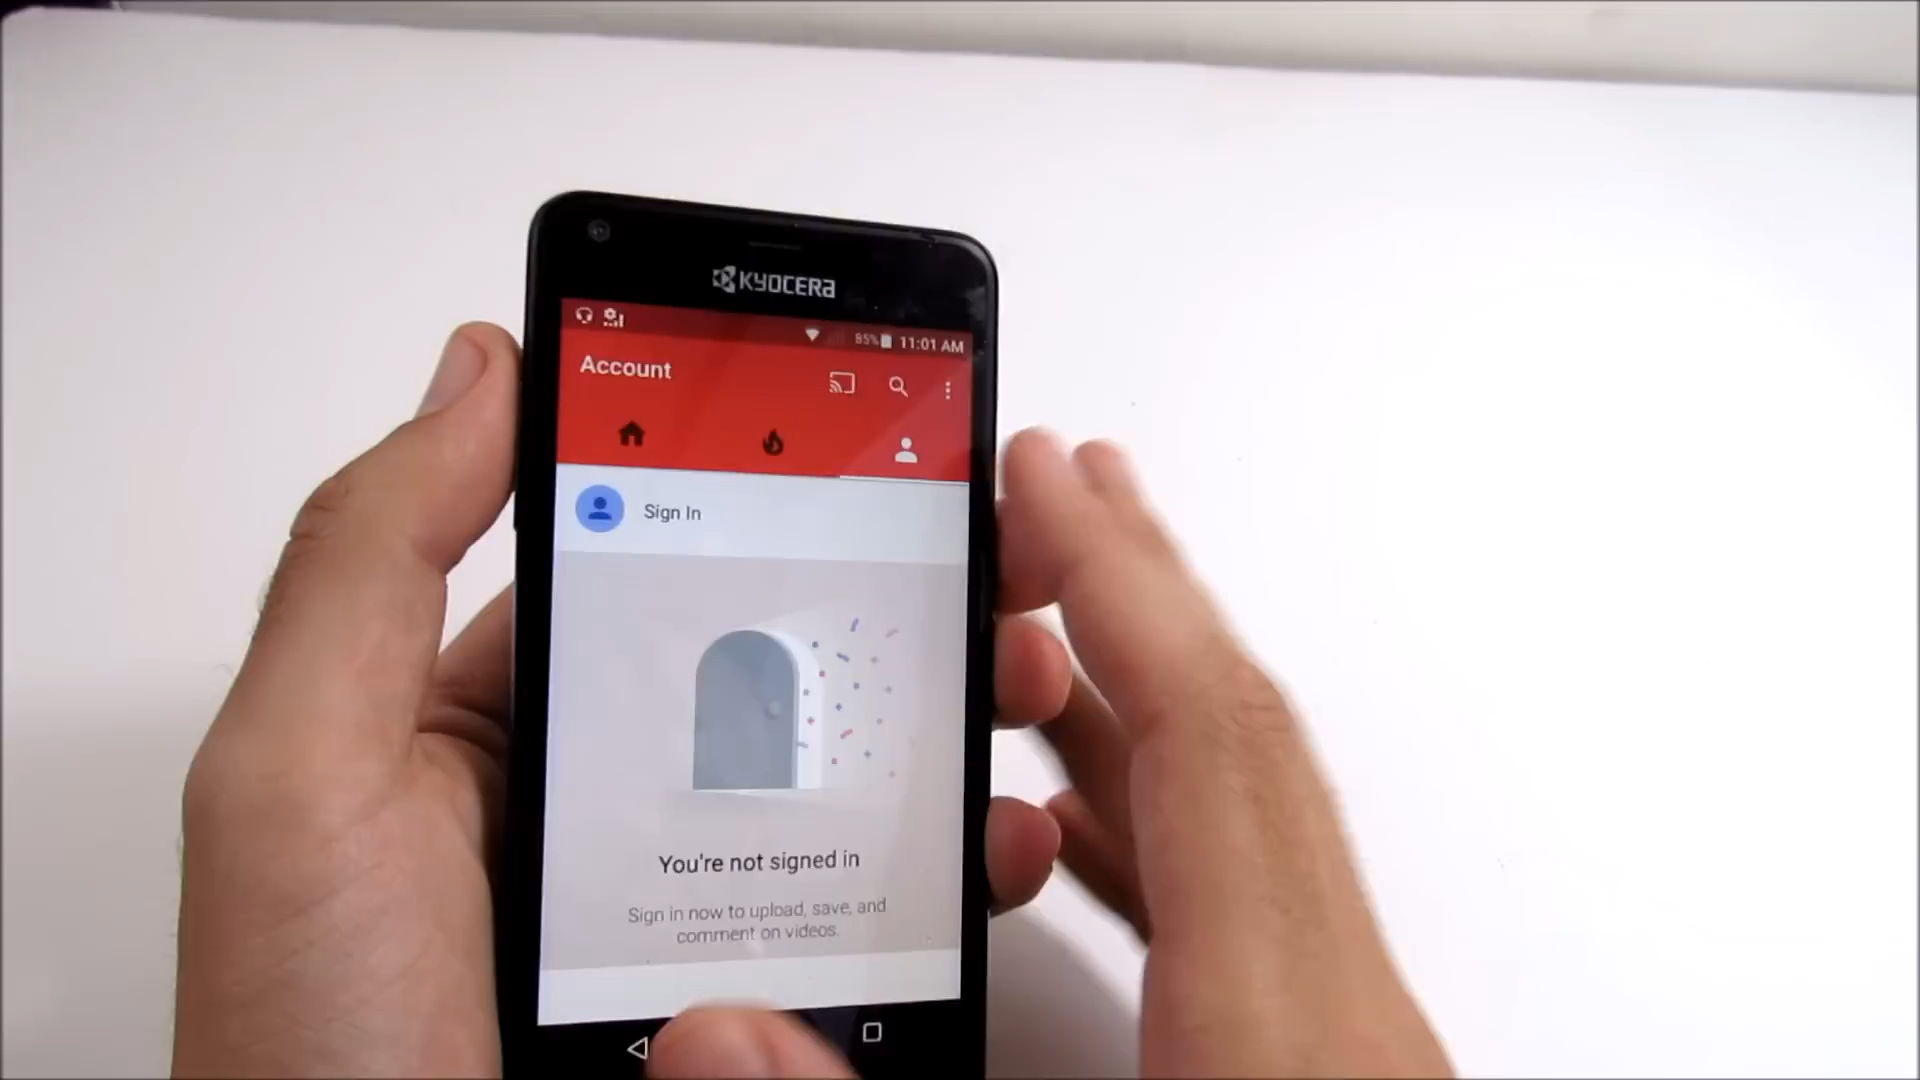 KYOCERA
85% 11:01 AM
Account
Sign In
You're not signed in
Sign in now to upload, save, and
comment on videos.